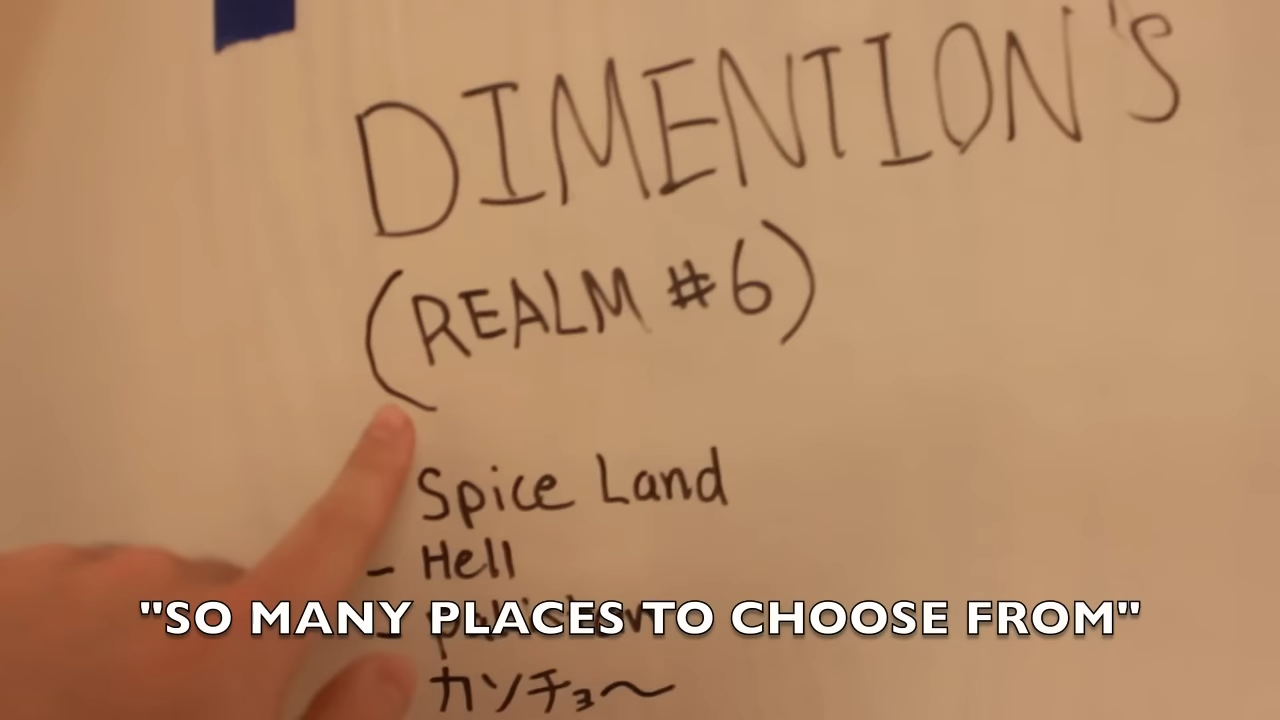 DIMENTION'S
(REALM #6)
Spice Land
- Hell
"SO MANY PLACES TO CHOOSE FROM"
カンチョ〜